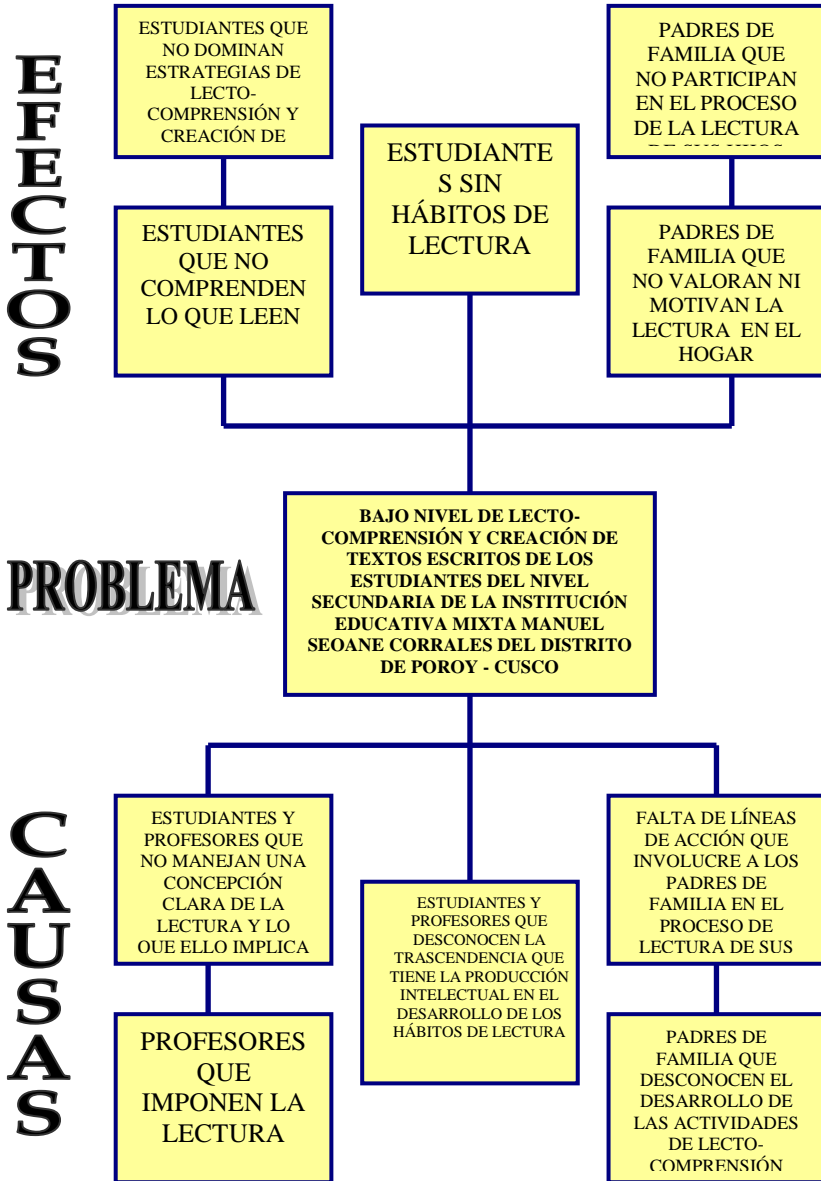 EFECTOS
ESTUDIANTES QUE
NO DOMINAN
ESTRATEGIAS DE
LECTO-
COMPRENSIÓN Y
CREACIÓN DE
ESTUDIANTE
S SIN
HÁBITOS DE
LECTURA
PADRES DE
FAMILIA QUE
NO PARTICIPAN
EN EL PROCESO
DE LA LECTURA
DE SUS HIJOS
ESTUDIANTES
QUE NO
COMPRENDEN
LO QUE LEEN
PADRES DE
FAMILIA QUE
NO VALORAN NI
MOTIVAN LA
LECTURA EN EL
HOGAR
PROBLEMA
BAJO NIVEL DE LECTO-
COMPRENSIÓN Y CREACIÓN DE
TEXTOS ESCRITOS DE LOS
ESTUDIANTES DEL NIVEL
SECUNDARIA DE LA INSTITUCIÓN
EDUCATIVA MIXTA MANUEL
SEOANE CORRALES DEL DISTRITO
DE POROY - CUSCO
CAUSAS
ESTUDIANTES Y
PROFESORES QUE
NO MANEJAN UNA
CONCEPCIÓN
CLARA DE LA
LECTURA Y LO
QUE ELLO IMPLICA
ESTUDIANTES Y
PROFESORES QUE
DESCONOCEN LA
TRASCENDENCIA QUE
TIENE LA PRODUCCIÓN
INTELECTUAL EN EL
DESARROLLO DE LOS
HÁBITOS DE LECTURA
FALTA DE LÍNEAS
DE ACCIÓN QUE
INVOLUCRE A LOS
PADRES DE
FAMILIA EN EL
PROCESO DE
LECTURA DE SUS
PROFESORES
QUE
IMPONEN LA
LECTURA
PADRES DE
FAMILIA QUE
DESCONOCEN EL
DESARROLLO DE
LAS ACTIVIDADES
DE LECTO-
COMPRENSIÓN